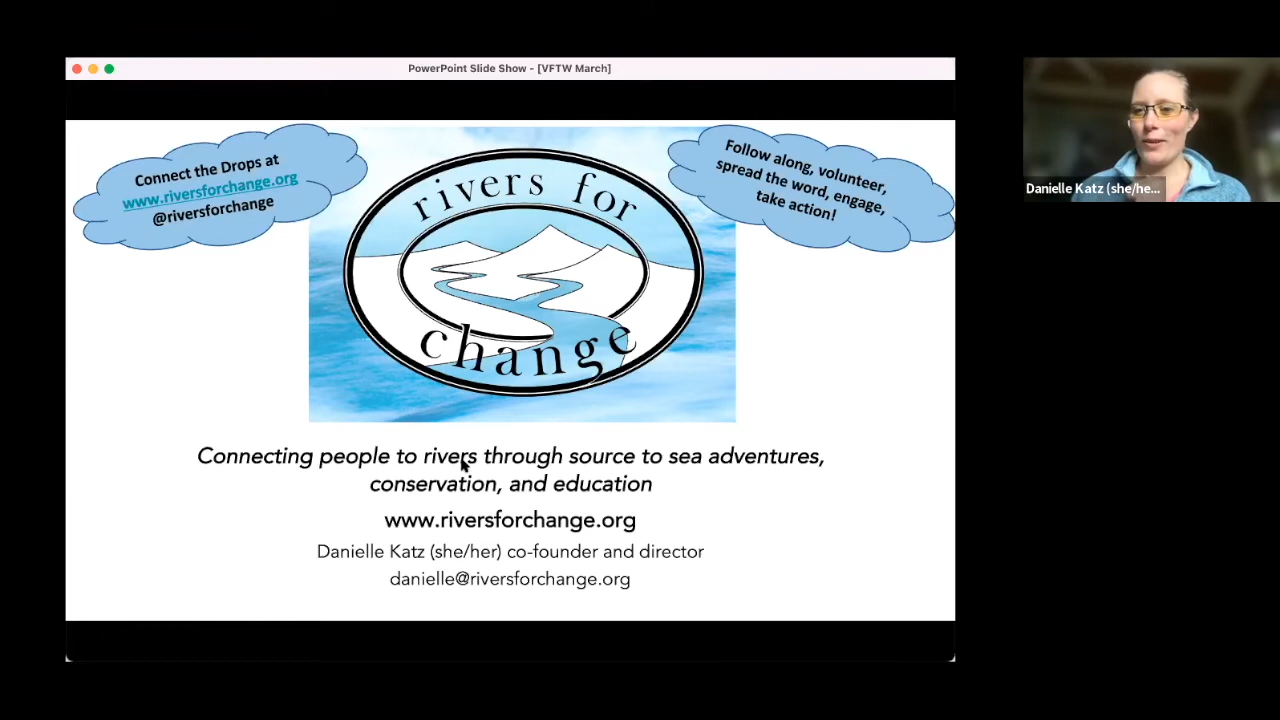 PowerPoint Slide Show - [VFTW March]
Connect the Drops at
www.riversforchange.org
@riversforchange
Follow along, volunteer,
spread the word, engage,
take action!
rivers for
change
Connecting people to rivers through source to sea adventures,
conservation, and education
www.riversforchange.org
Danielle Katz (she/her) co-founder and director
danielle@riversforchange.org
Danielle Katz (she/he...